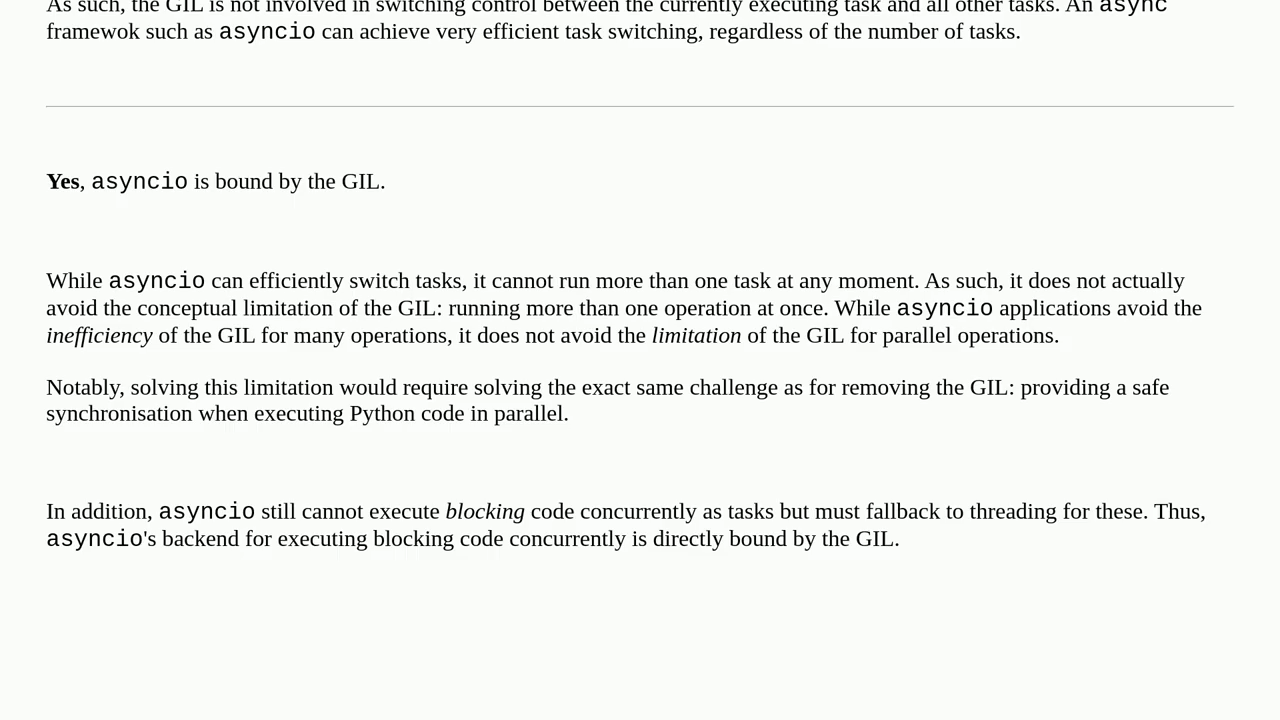 As such, the GIL is not involved in switching control between the currently executing task and all other tasks. An async
framewok such as asyncio can achieve very efficient task switching, regardless of the number of tasks.
Yes, asyncio is bound by the GIL.
While asyncio can efficiently switch tasks, it cannot run more than one task at any moment. As such, it does not actually
avoid the conceptual limitation of the GIL: running more than one operation at once. While asyncio applications avoid the
inefficiency of the GIL for many operations, it does not avoid the limitation of the GIL for parallel operations.
Notably, solving this limitation would require solving the exact same challenge as for removing the GIL: providing a safe
synchronisation when executing Python code in parallel.
In addition, asyncio still cannot execute blocking code concurrently as tasks but must fallback to threading for these. Thus,
asyncio's backend for executing blocking code concurrently is directly bound by the GIL.